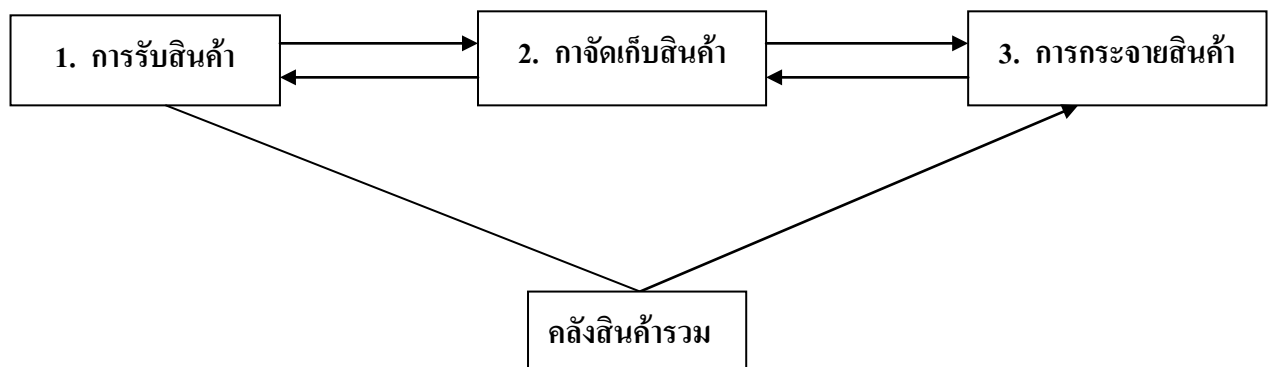 1. การรับสินค้า
2. กาจัดเก็บสินค้า
3. การกระจายสินค้า
คลังสินค้ารวม